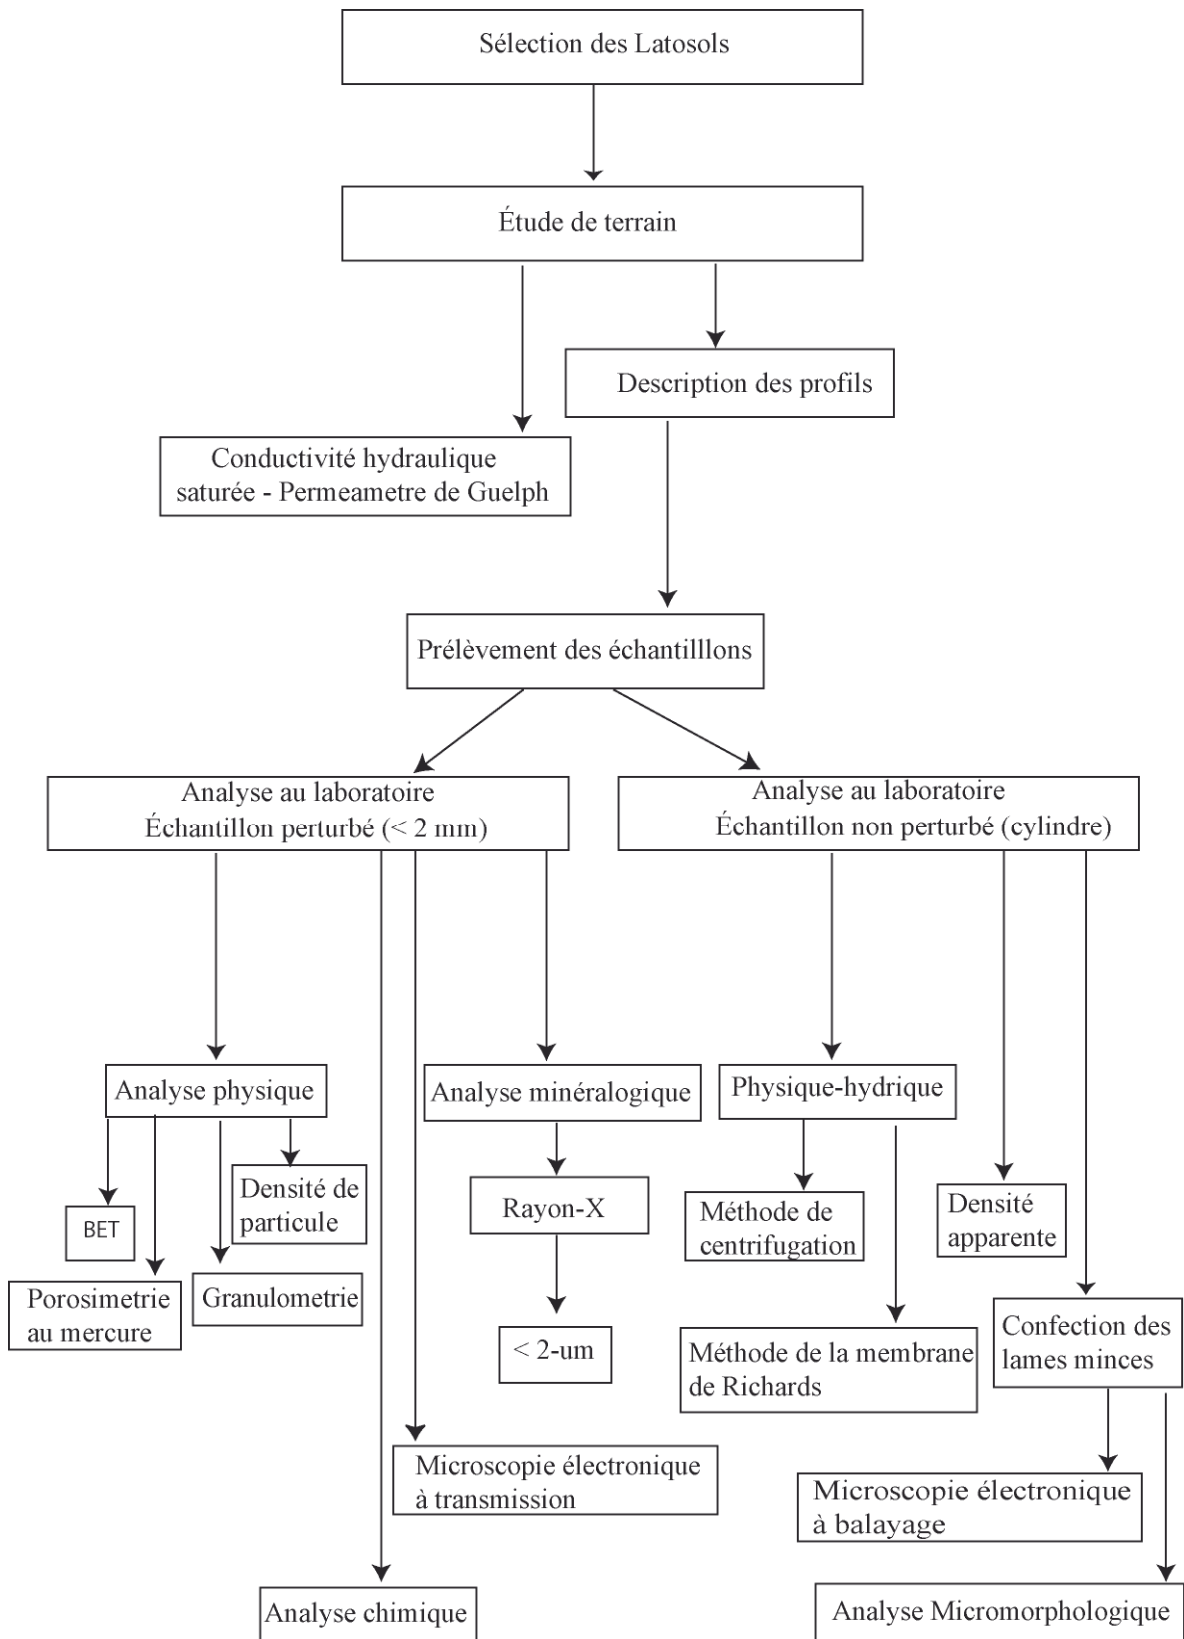 Sélection des Latosols
Étude de terrain
Description des profils
Conductivité hydraulique
saturée - Permeametre de Guelph
Prélèvement des échantilllons
Analyse au laboratoire
Échantillon perturbé (< 2 mm)
Analyse au laboratoire
Échantillon non perturbé (cylindre)
Analyse physique
Analyse minéralogique
Physique-hydrique
BET
Densité de
particule
Porosimetrie
au mercure
Granulometrie
Rayon-X
< 2-um
Méthode de
centrifugation
Densité
apparente
Méthode de la membrane
de Richards
Confection des
lames minces
Microscopie électronique
à transmission
Microscopie électronique
à balayage
Analyse chimique
Analyse Micromorphologique